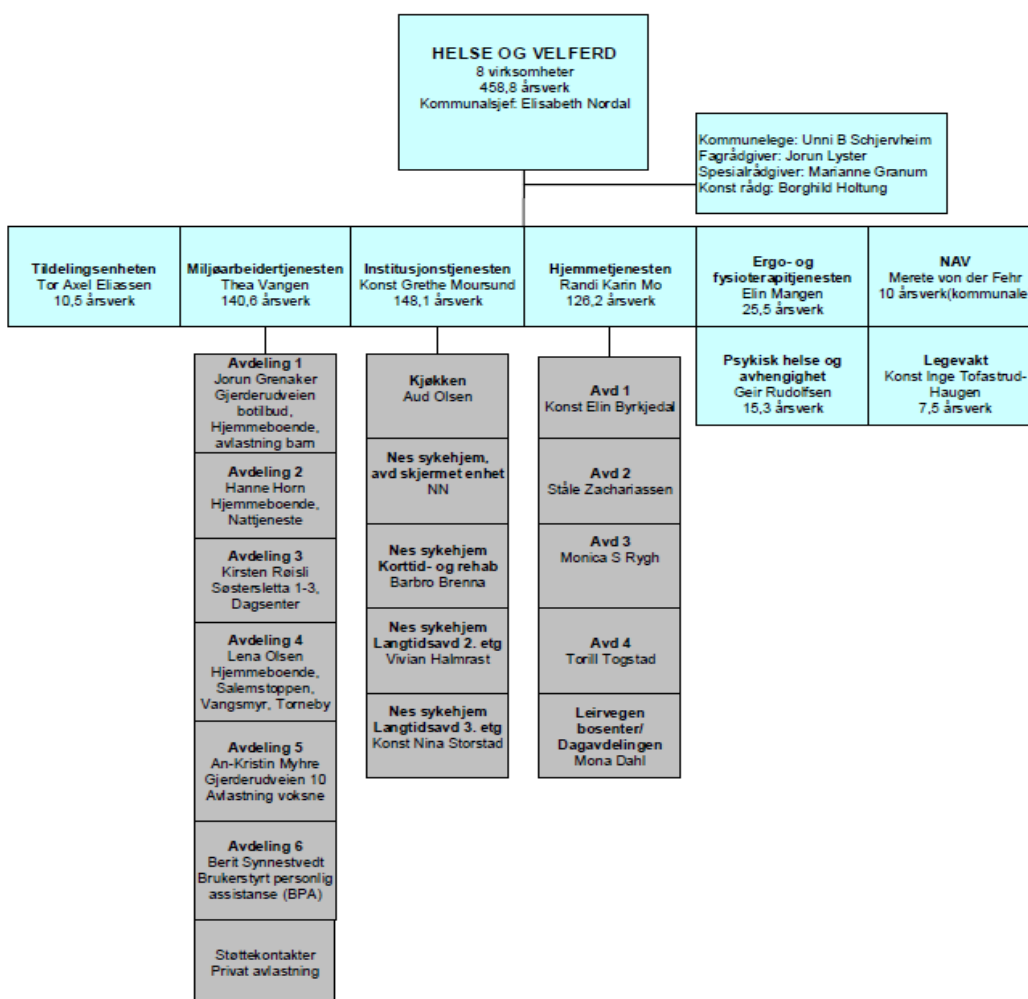 HELSE OG VELFERD
8 virksomheter
458,8 årsverk
Kommunalsjef: Elisabeth Nordal
Kommunelege: Unni B Schjervheim
Fagrådgiver: Jorun Lyster
Spesialrådgiver: Marianne Granum
Konst rådg: Borghild Holtung
Tildelingsenheten
Tor Axel Eliassen
10,5 årsverk
Miljøarbeidertjenesten
Thea Vangen
140,6 årsverk
Institusjonstjenesten
Konst Grethe Moursund
148,1 årsverk
Hjemmetjenesten
Randi Karin Mo
126,2 årsverk
Ergo- og
fysioterapitjenesten
Elin Mangen
25,5 årsverk
NAV
Merete von der Fehr
10 årsverk(kommunale
Psykisk helse og
avhengighet
Geir Rudolfsen
15,3 årsverk
Legevakt
Konst Inge Tofastrud-
Haugen
7,5 årsverk
Avdeling 1
Jorun Grenaker
Gjerderudveien
botilbud,
Hjemmeboende,
avlastning barn
Avdeling 2
Hanne Horn
Hjemmeboende,
Nattjeneste
Avdeling 3
Kirsten Røisli
Søstersletta 1-3,
Dagsenter
Avdeling 4
Lena Olsen
Hjemmeboende,
Salemstoppen,
Vangsmyr, Torneby
Avdeling 5
An-Kristin Myhre
Gjerderudveien 10
Avlastning voksne
Avdeling 6
Berit Synnestvedt
Brukerstyrt personlig
assistanse (BPA)
Støttekontakter
Privat avlastning
Kjøkken
Aud Olsen
Nes sykehjem,
avd skjermet enhet
NN
Nes sykehjem
Korttid- og rehab
Barbro Brenna
Nes sykehjem
Langtidsavd 2. etg
Vivian Halmrast
Nes sykehjem
Langtidsavd 3. etg
Konst Nina Storstad
Avd 1
Konst Elin Byrkjedal
Avd 2
Ståle Zachariassen
Avd 3
Monica S Rygh
Avd 4
Torill Togstad
Leirvegen
bosenter/
Dagavdelingen
Mona Dahl